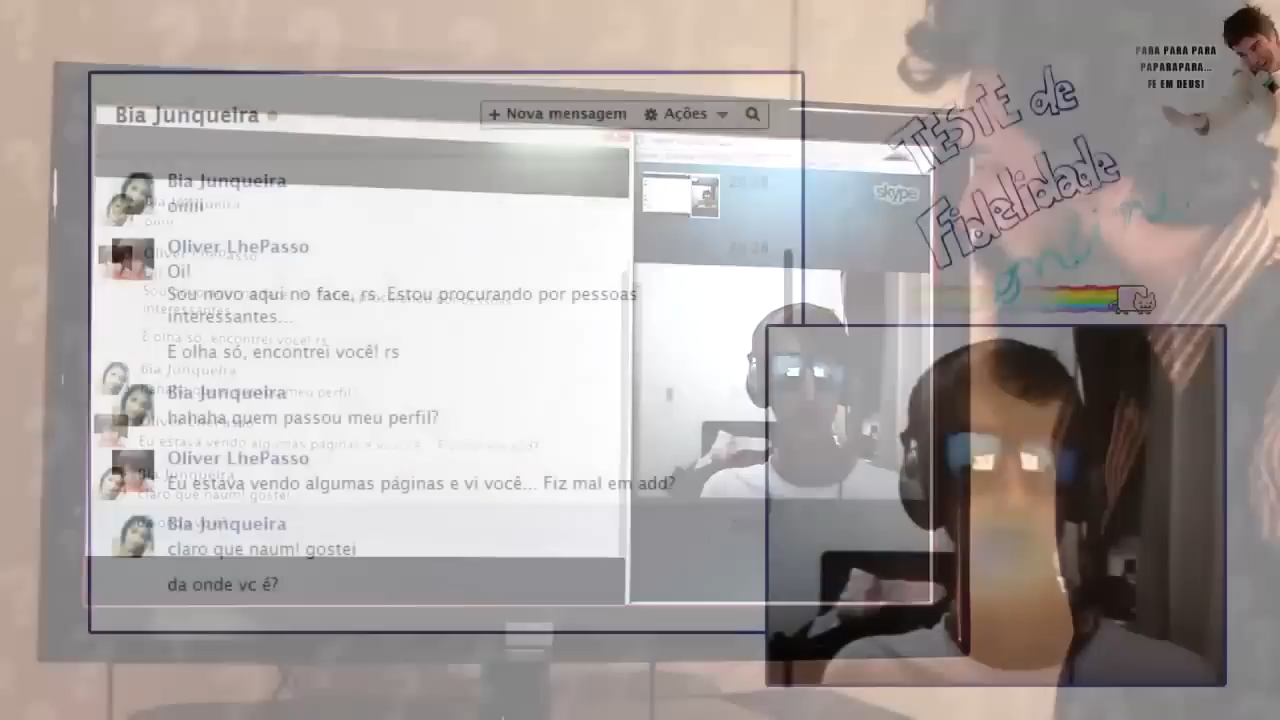 PARA PARA PARA
PAPARAPARA...
FÉ EM DEUS!
TESTE de
Fidelidade
online
Bia Junqueira
+ Nova mensagem
Ações
skype
Bia Junqueira
oiiii
Oliver LhePasso
Oi!
Sou novo aqui no face, rs. Estou procurando por pessoas
interessantes...
E olha só, encontrei você! rs
Bia Junqueira
hahaha quem passou meu perfil?
Oliver LhePasso
Eu estava vendo algumas páginas e vi você... Fiz mal em add?
Bia Junqueira
claro que naum! gostei
da onde vc é?